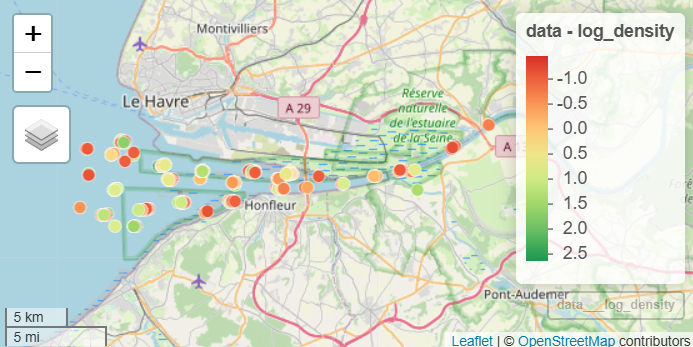 +
−
Montivilliers
Le Havre
A 29
Réserve
naturelle
de l'estuaire
de la Seine
A 13
Honfleur
Pont-Audemer
data - log_density
-1.0
-0.5
0.0
0.5
1.0
1.5
2.0
2.5
data___log_density
5 km
5 mi
Leaflet | © OpenStreetMap contributors